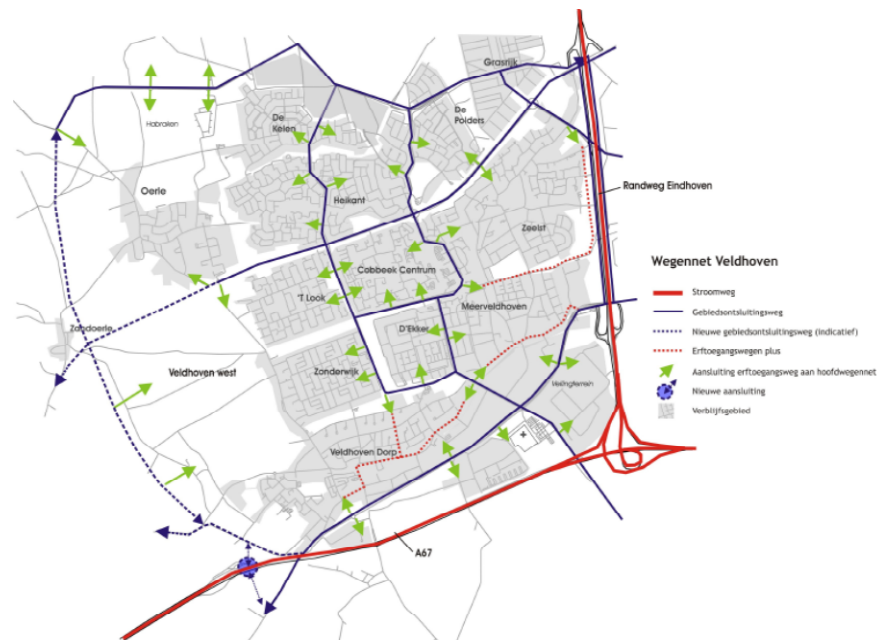 Grasrijk
De
Polders
De
Kelen
Habraken
Oerle
Heikant
Randweg Eindhoven
Zeelst
Cobbeek Centrum
'T Look
Meerveldhoven
D'Ekker
Zandoerle
Veldhoven west
Zonderwijk
Veldhoven Dorp
A67
Wegennet Veldhoven
Stroomweg
Gebiedsontsluitingsweg
Nieuwe gebiedsontsluitingsweg (indicatief)
Erftoegangswegen plus
Aansluiting erftoegangsweg aan hoofdwegennet
Nieuwe aansluiting
Verblijfsgebied